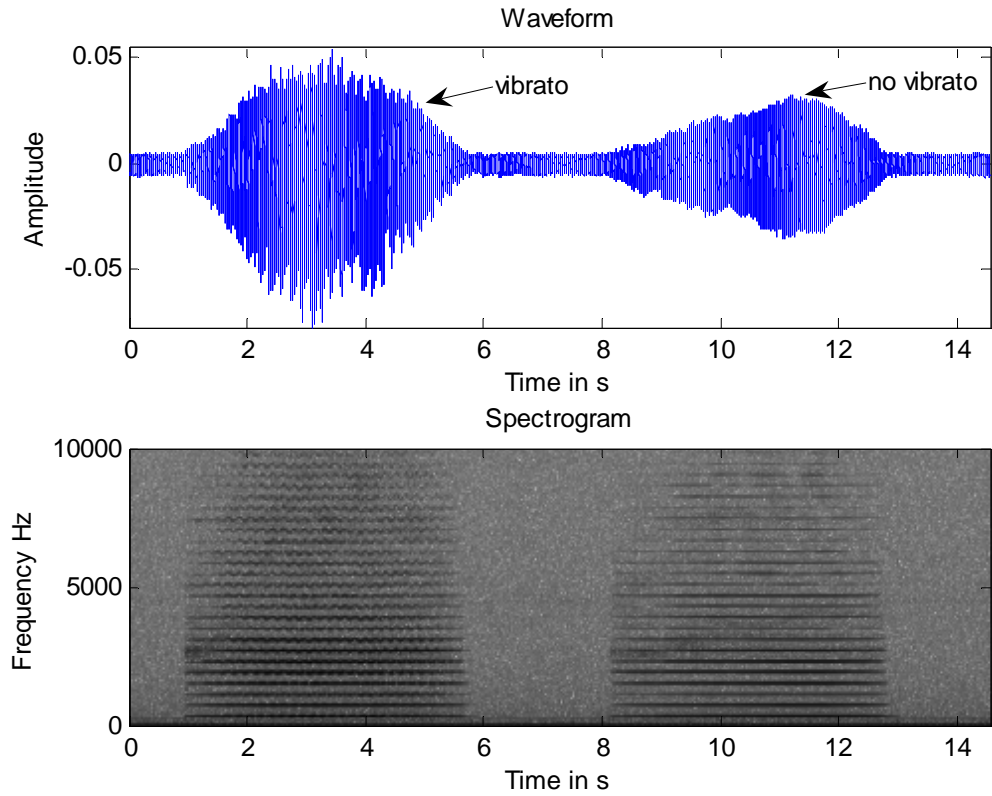 Waveform
0.05
vibrato
no vibrato
0
Amplitude
-0.05
0 2 4 6 8 10 12 14
Time in s
Spectrogram
10000
5000
Frequency Hz
0
0 2 4 6 8 10 12 14
Time in s